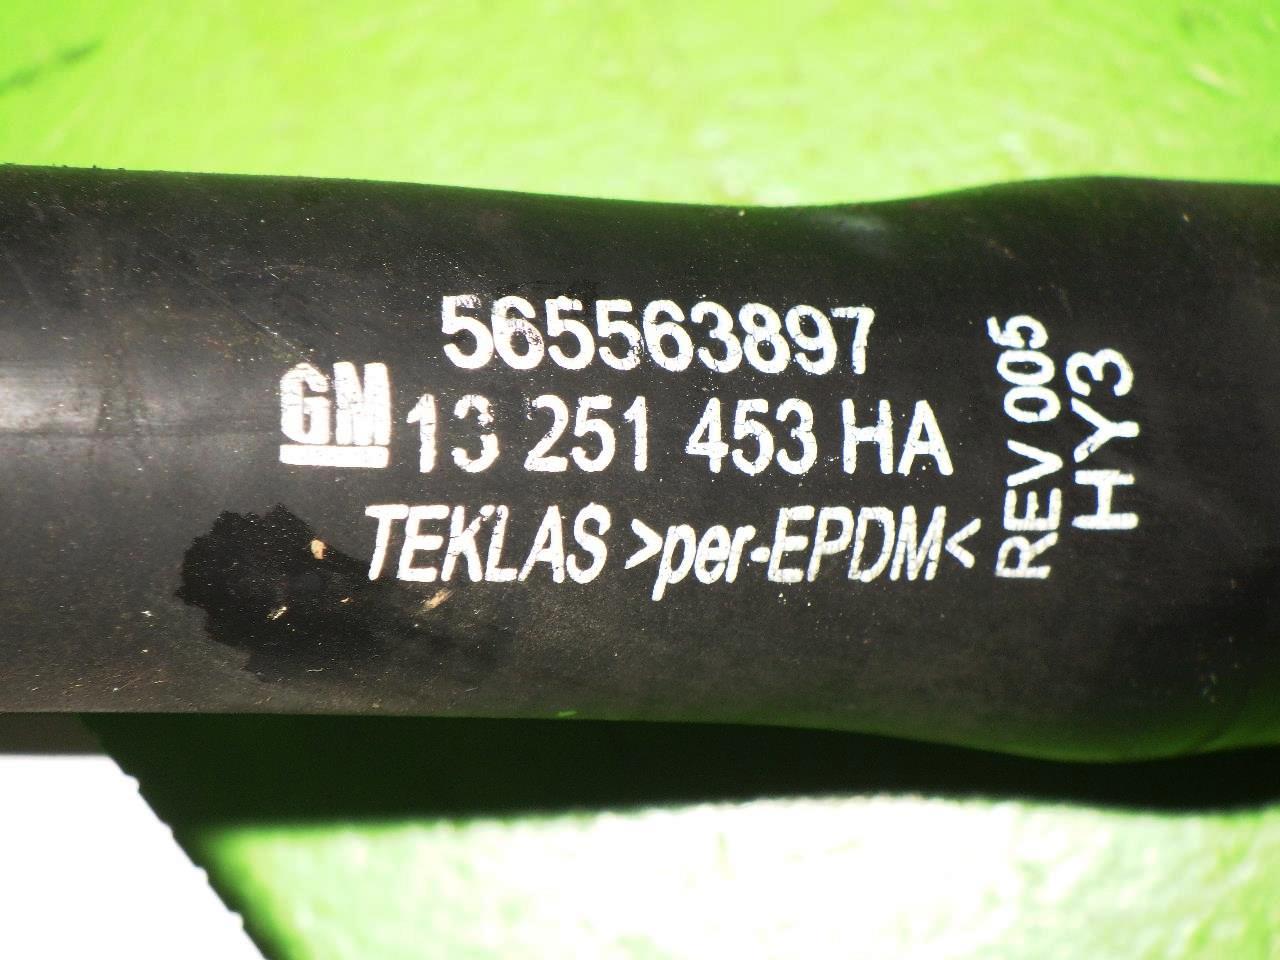 565563897
GM 13 251 453 HA
TEKLAS >per-EPDM<
REV 005
HY3